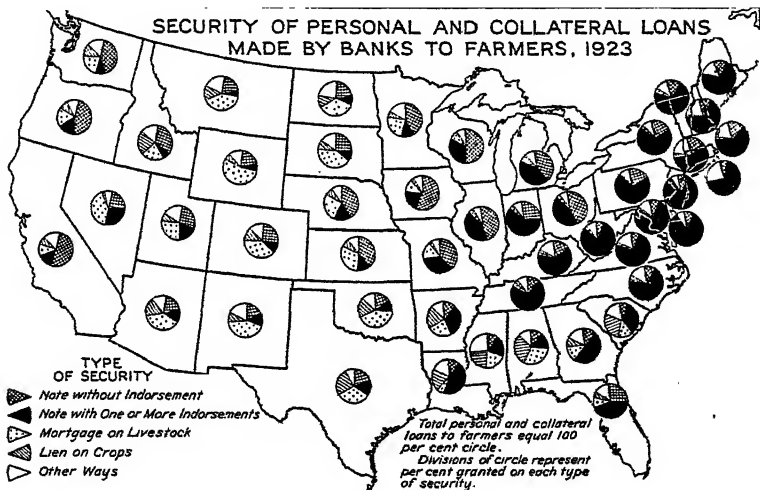 SECURITY OF PERSONAL AND COLLATERAL LOANS
MADE BY BANKS TO FARMERS, 1923
TYPE
OF SECURITY
Note without Indorsement
Note with One or More Indorsements
Mortgage on Livestock
Lien on Crops
Other Ways
Total personal and collateral
loans to farmers equal 100
per cent circle.
Divisions of circle represent
per cent granted on each type
of security.